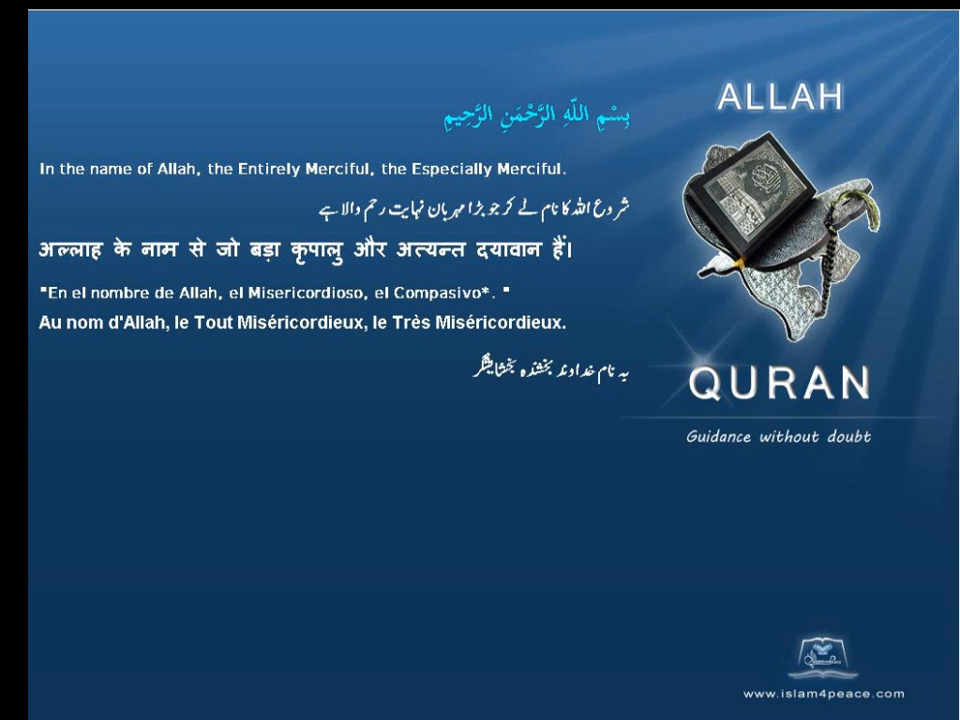 بِسْمِ اللّهِ الرَّحْمَنِ الرَّحِيمِ
In the name of Allah, the Entirely Merciful, the Especially Merciful.
شروع الله کا نام لے کر جو بڑا مہربان نہایت رحم والا ہے
अल्लाह के नाम से जो बड़ा कृपालु और अत्यन्त दयावान हैं।
"En el nombre de Allah, el Misericordioso, el Compasivo*. "
Au nom d'Allah, le Tout Miséricordieux, le Très Miséricordieux.
به نام خداوند بخشنده بخشایشگر
ALLAH
QURAN
Guidance without doubt
www.islam4peace.com